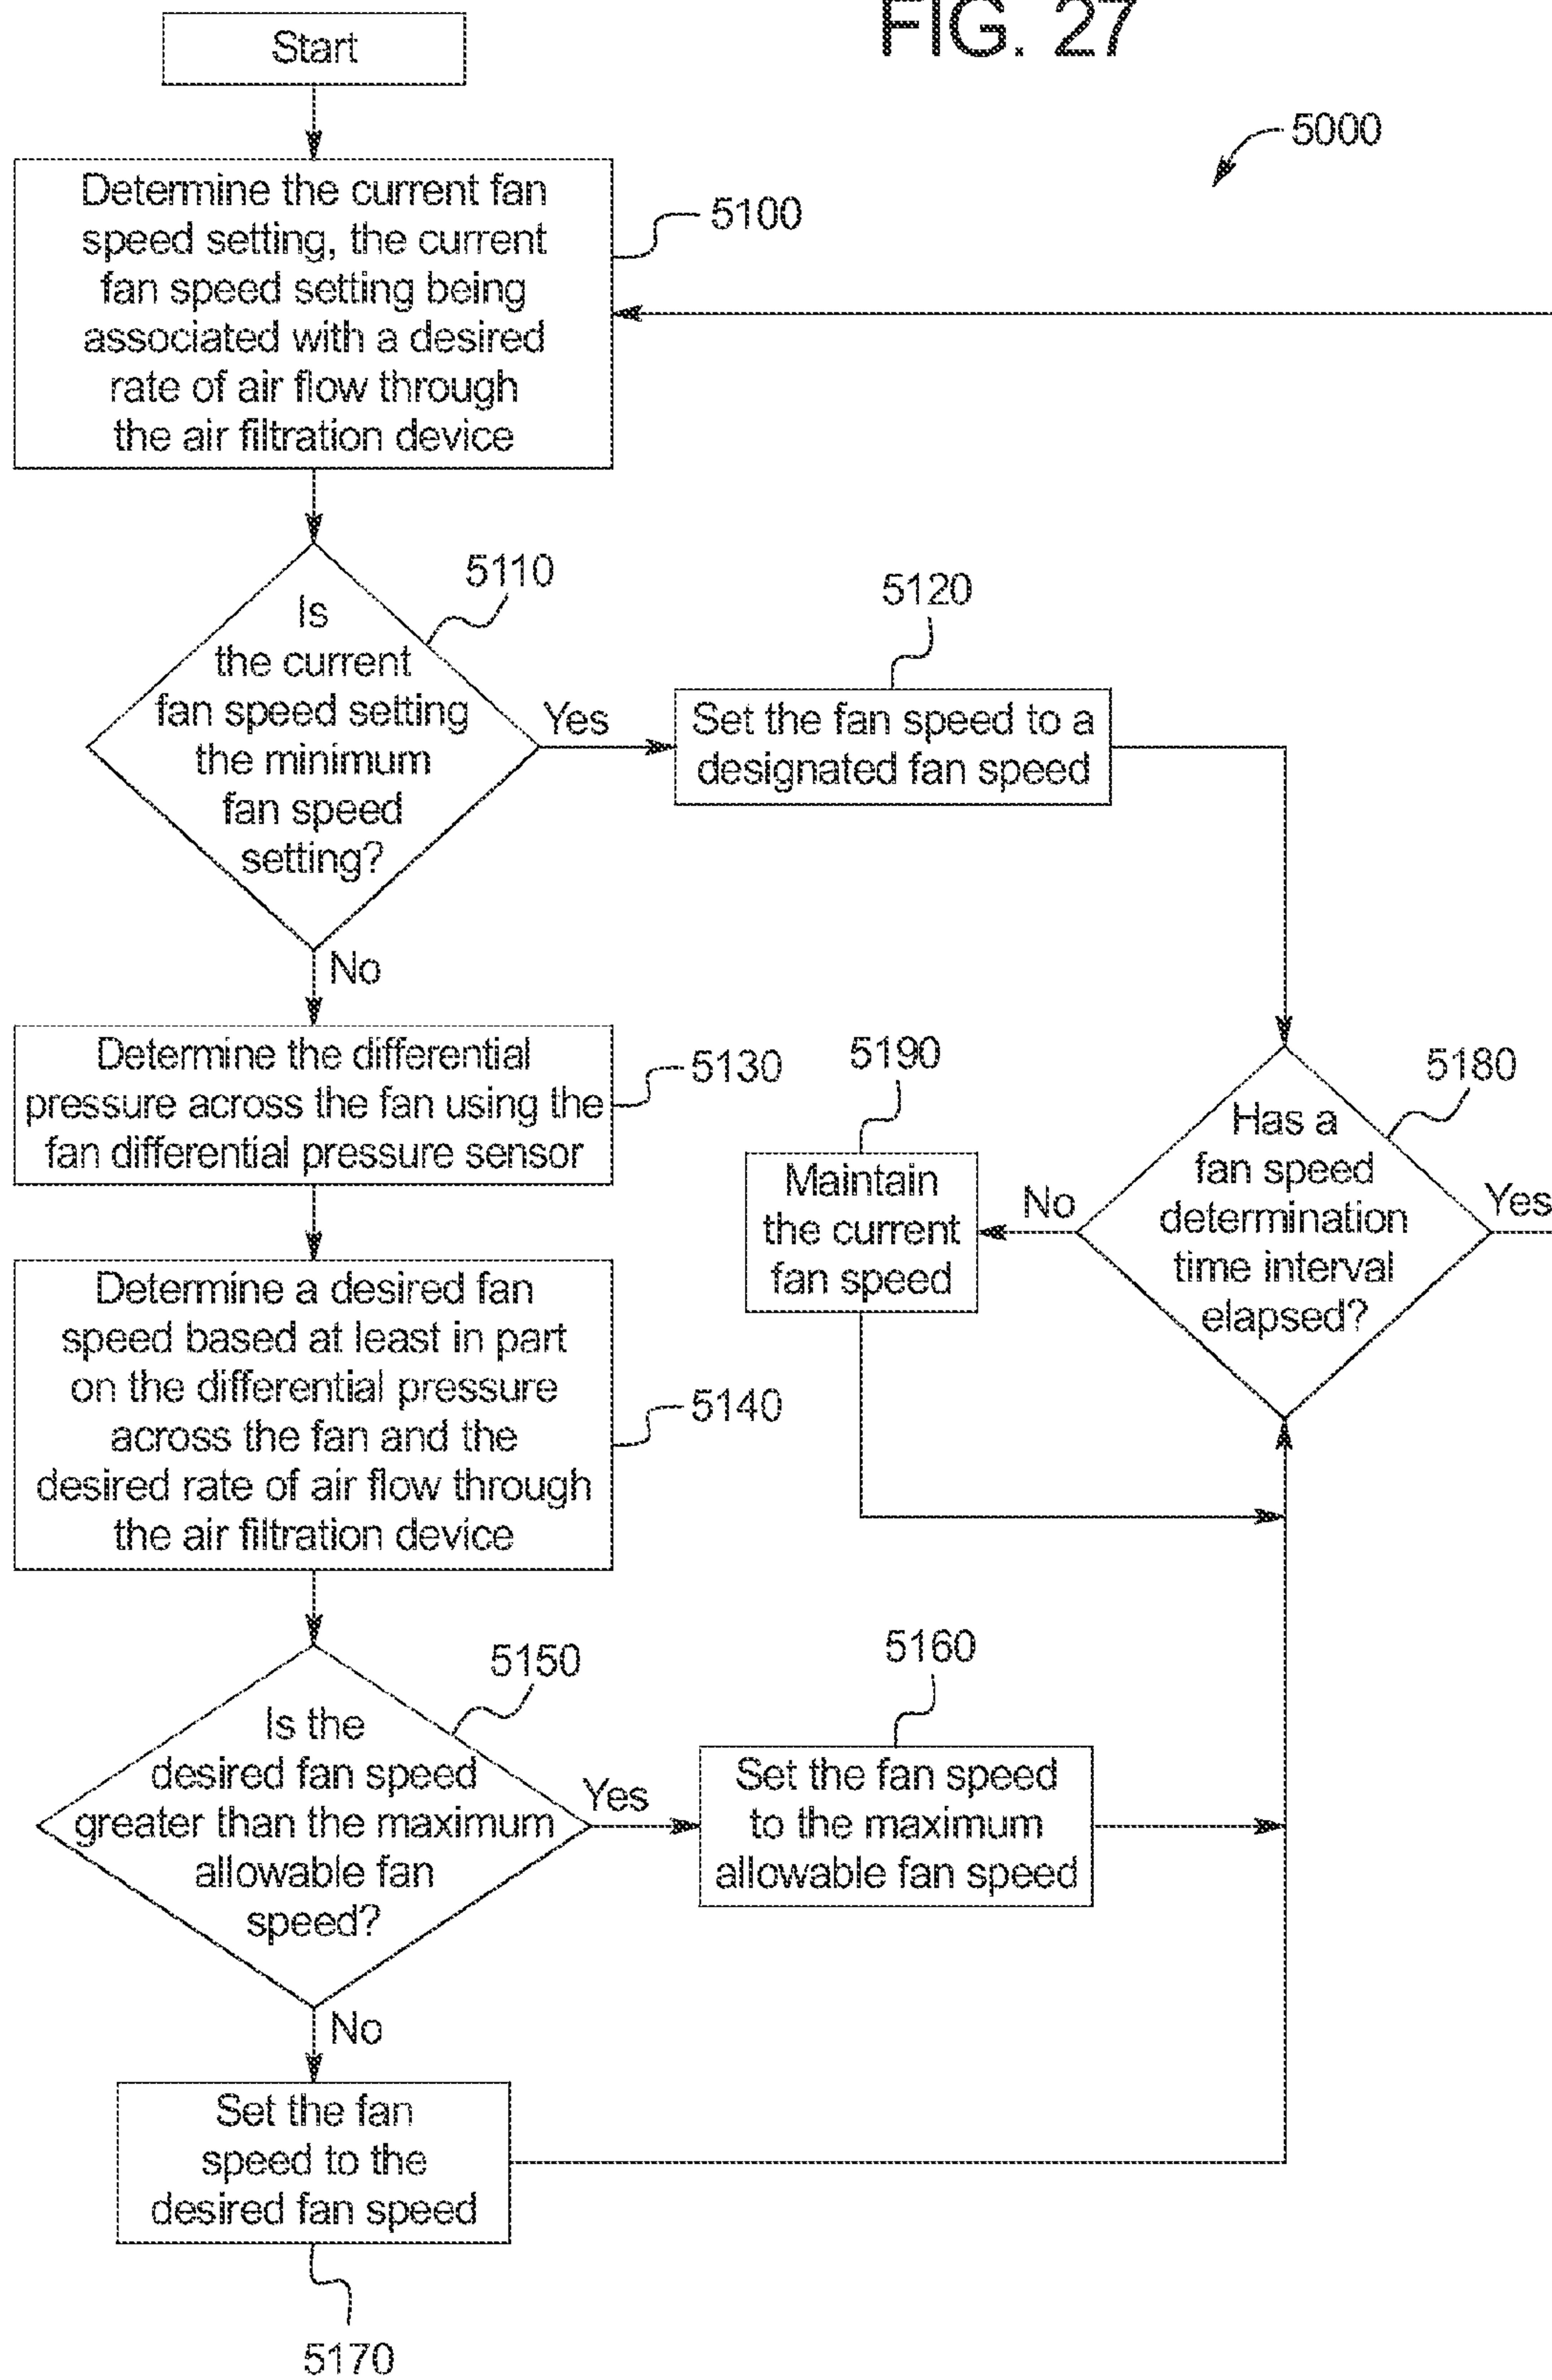 FIG. 27
Start
5000
Determine the current fan
speed setting, the current
fan speed setting being
associated with a desired
rate of air flow through
the air filtration device
5100
Is
the current
fan speed setting
the minimum
fan speed
setting?
5110
Yes
5120
Set the fan speed to a
designated fan speed
No
Determine the differential
pressure across the fan using the
fan differential pressure sensor
5130
5190
Maintain
the current
fan speed
No
5180
Has a
fan speed
determination
time interval
elapsed?
Yes
Determine a desired fan
speed based at least in part
on the differential pressure
across the fan and the
desired rate of air flow through
the air filtration device
5140
5150
Is the
desired fan speed
greater than the maximum
allowable fan
speed?
Yes
5160
Set the fan speed
to the maximum
allowable fan speed
No
Set the fan
speed to the
desired fan speed
5170